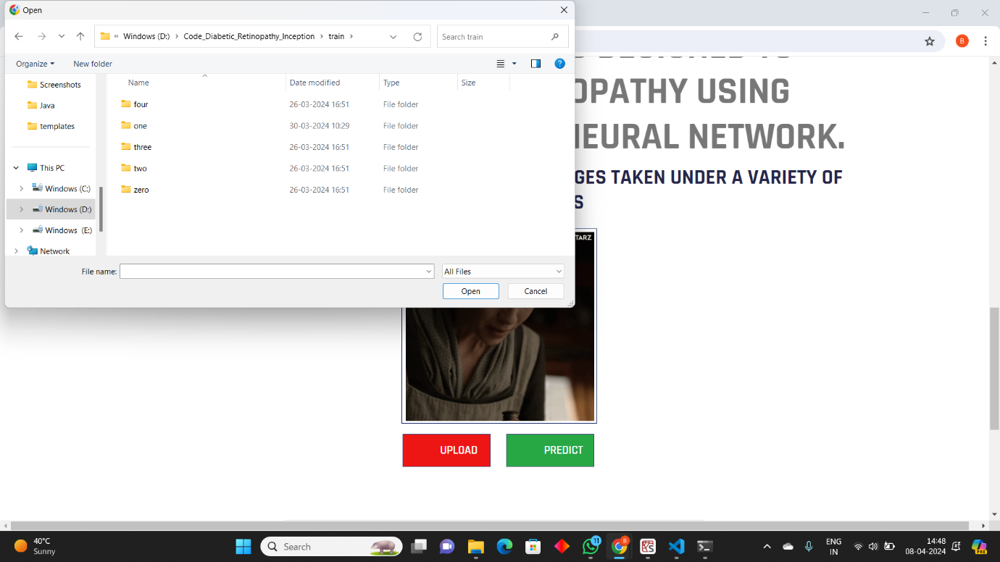 Open
« Windows (D:) › Code_Diabetic_Retinopathy_Inception › train ›
Search train
Organize
New folder
Screenshots
Java
templates
This PC
Windows (C:)
Windows (D:)
Windows (E:)
Network
Name Date modified Type Size
four 26-03-2024 16:51 File folder
one 30-03-2024 10:29 File folder
three 26-03-2024 16:51 File folder
two 26-03-2024 16:51 File folder
zero 26-03-2024 16:51 File folder
File name:
All Files
Open Cancel
B
OPATHY USING
NEURAL NETWORK.
GES TAKEN UNDER A VARIETY OF
S
TARZ
UPLOAD PREDICT
40°C
Sunny
Search
11
8
ENG
IN
14:48
08-04-2024
PRE